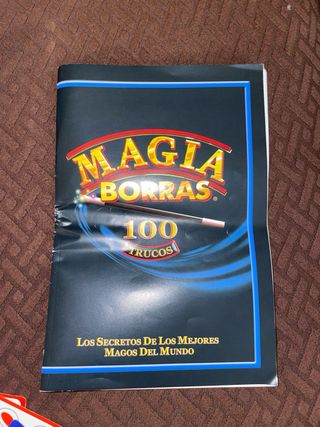 MAGIA
BORRAS®
100
TRUCOS
LOS SECRETOS DE LOS MEJORES
MAGOS DEL MUNDO